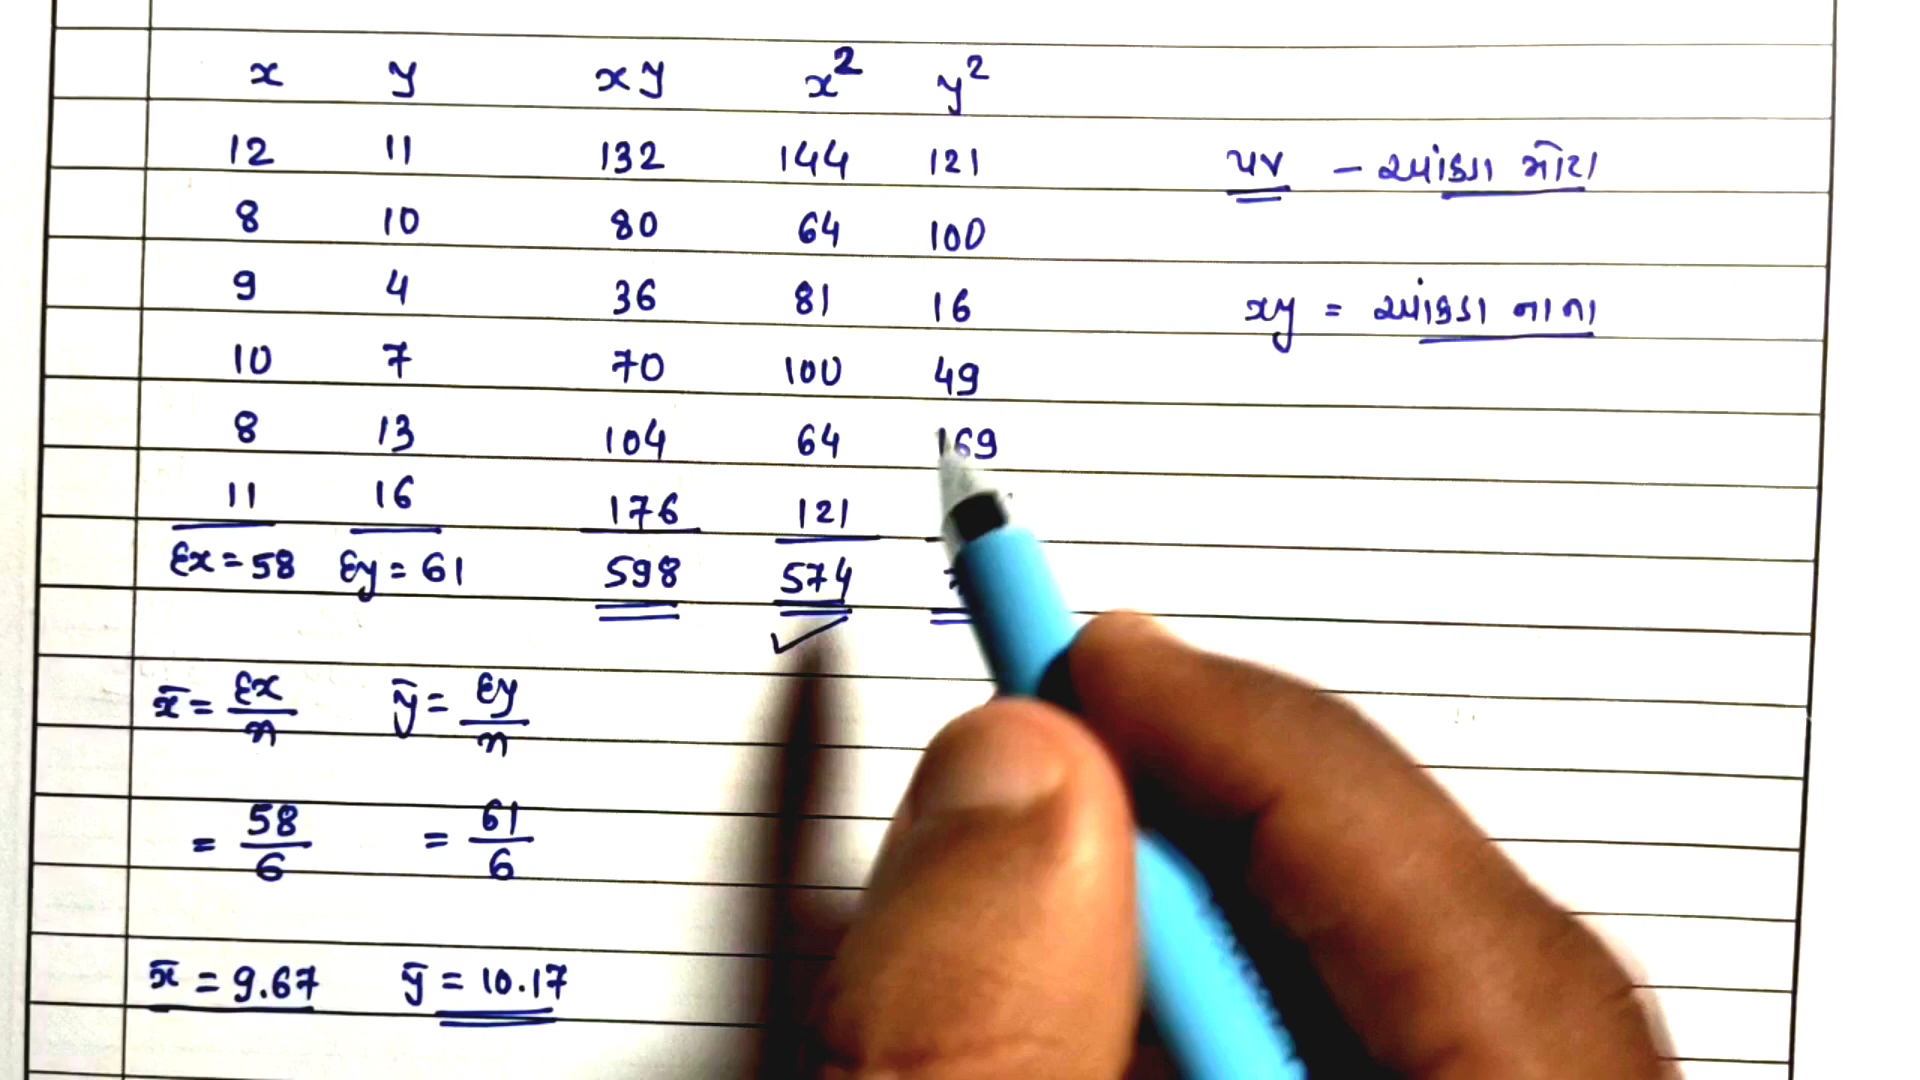 x y xy x² y²
12 11 132 144 121
8 10 80 64 100
9 4 36 81 16
10 7 70 100 49
8 13 104 64 169
11 16 176 121
Σx = 58 Σy = 61 598 574
x̄ = Σx/n ȳ = Σy/n
= 58/6 = 61/6
x̄ = 9.67 ȳ = 10.17
- આંકડા મોટા
xy = આંકડા નાના